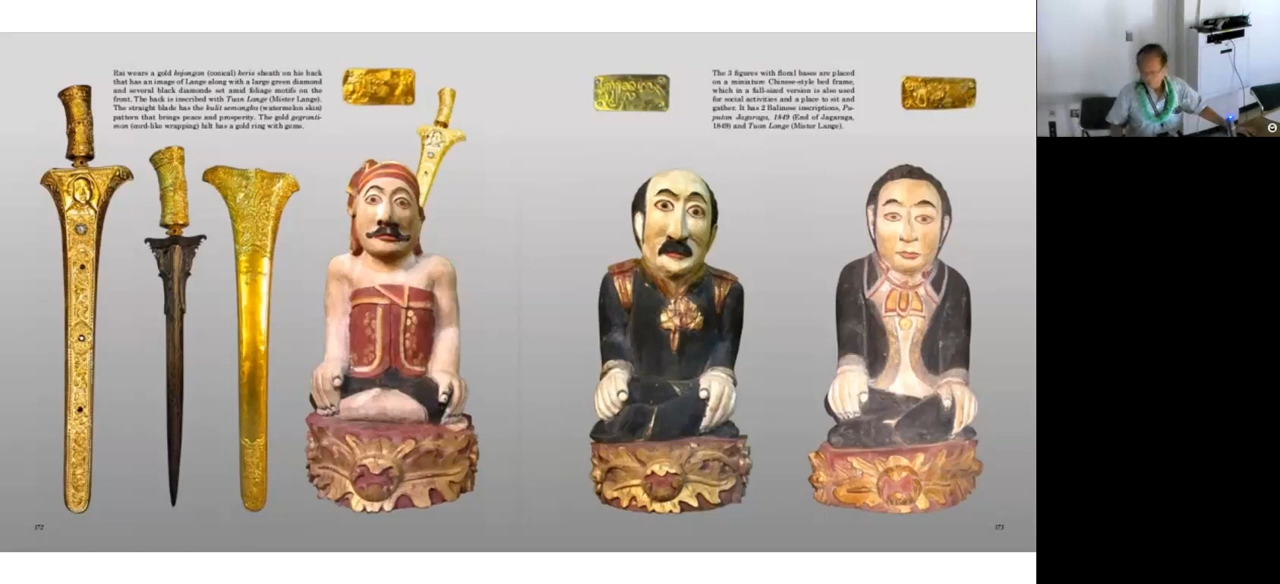 Rai wears a gold kojongan (conical) keris sheath on his back
that has an image of Lange along with a large green diamond
and several black diamonds set amid foliage motifs on the
front. The back is inscribed with Tuan Lange (Mister Lange).
The straight blade has the kulit semangka (watermelon skin)
pattern that brings peace and prosperity. The gold
(cord-like wrapping) hilt has a gold ring with gems.
The 3 figures with floral bases are placed
on a miniature Chinese-style bed frame,
which in a full-sized version is also used
for social activities and a place to sit and
gather. It has 2 Balinese inscriptions, Pu-
putan Jagaraga, 1849 (End of Jagaraga,
1849) and Tuan Lange (Mister Lange).
172
173